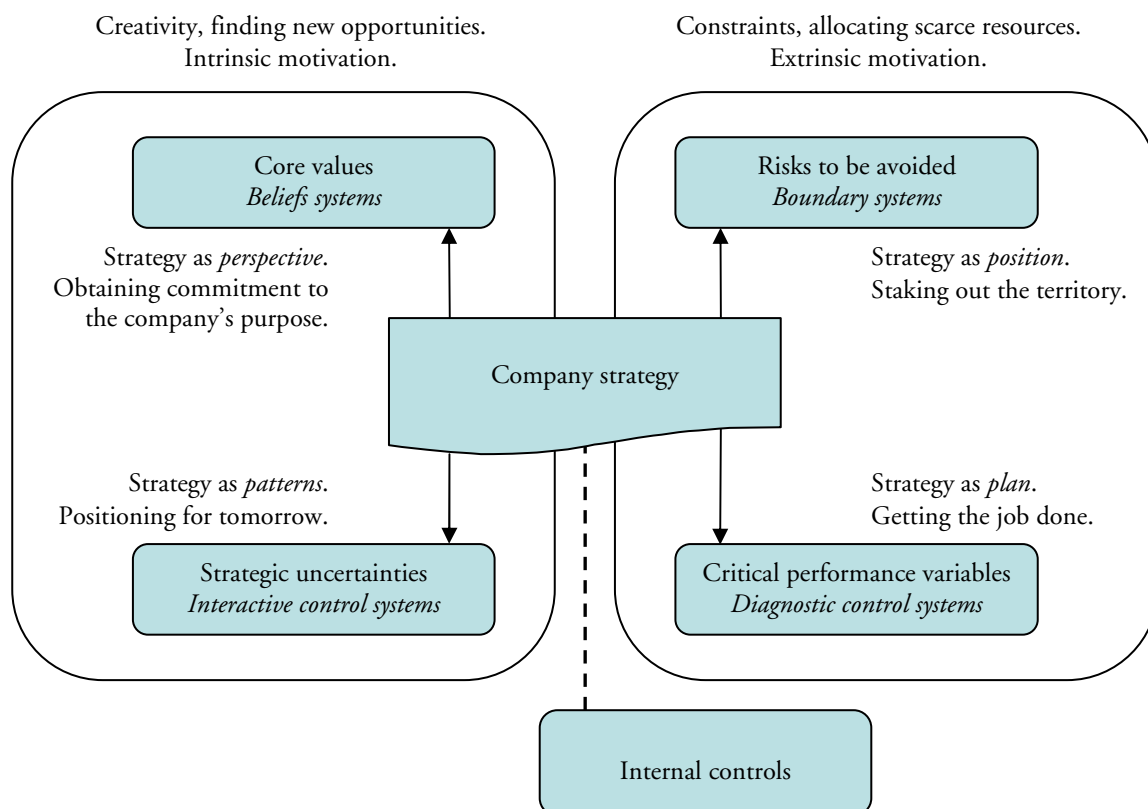 Creativity, finding new opportunities.
Intrinsic motivation.
Constraints, allocating scarce resources.
Extrinsic motivation.
Core values
Beliefs systems
Risks to be avoided
Boundary systems
Strategy as perspective.
Obtaining commitment to
the company's purpose.
Strategy as position.
Staking out the territory.
Company strategy
Strategy as patterns.
Positioning for tomorrow.
Strategy as plan.
Getting the job done.
Strategic uncertainties
Interactive control systems
Critical performance variables
Diagnostic control systems
Internal controls